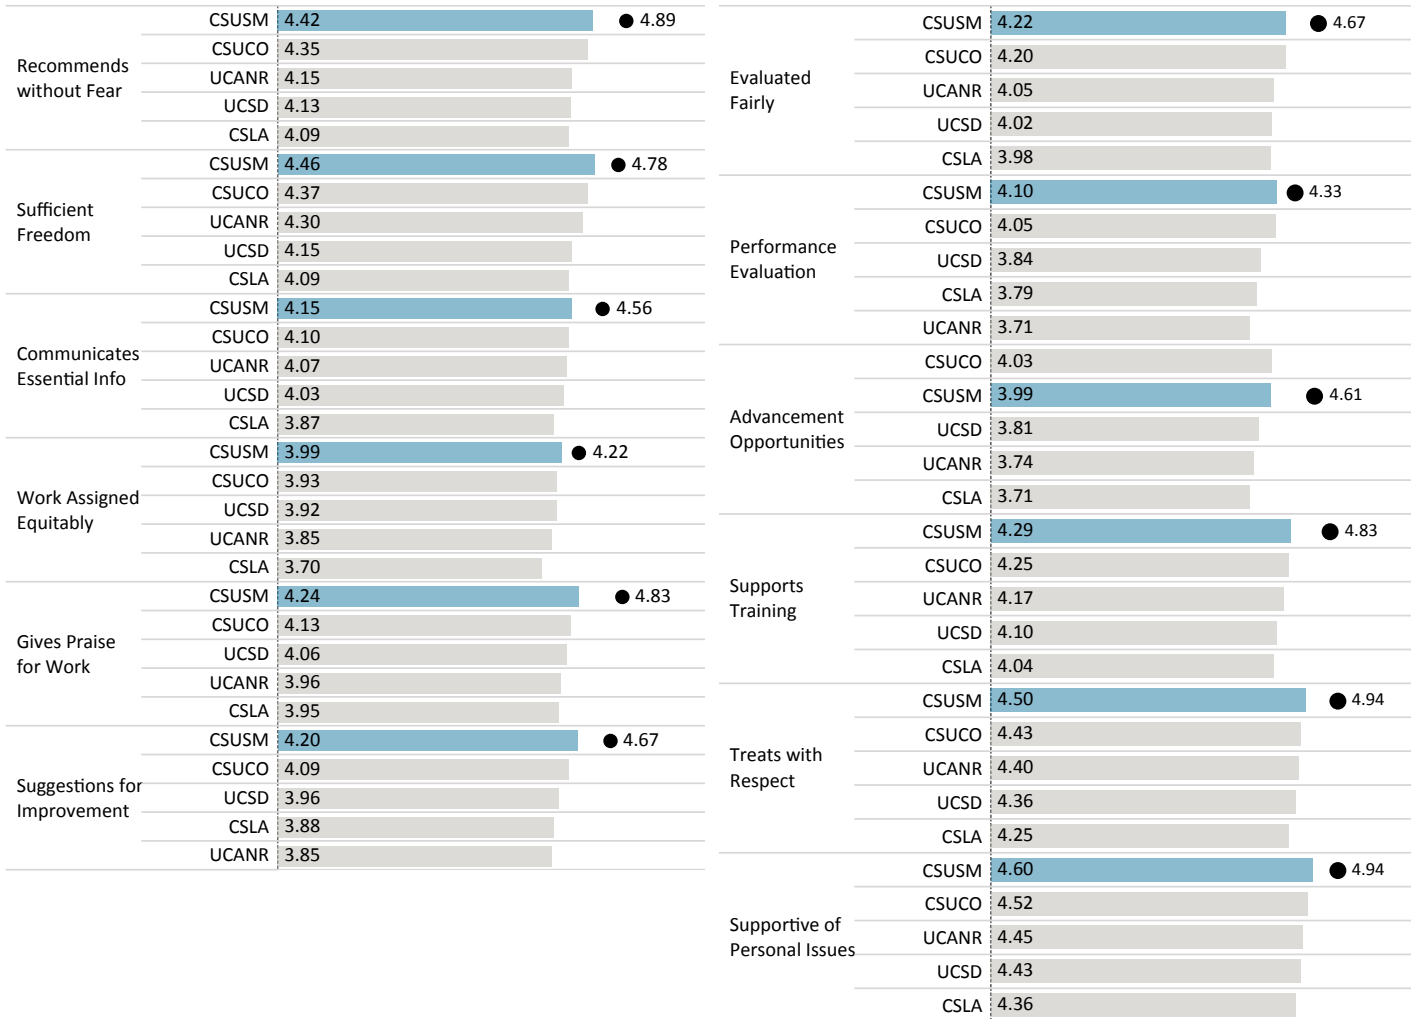 Recommends
without Fear
CSUSM 4.42 4.89
CSUCO 4.35
UCANR 4.15
UCSD 4.13
CSLA 4.09
Sufficient
Freedom
CSUSM 4.46 4.78
CSUCO 4.37
UCANR 4.30
UCSD 4.15
CSLA 4.09
Communicates
Essential Info
CSUSM 4.15 4.56
CSUCO 4.10
UCANR 4.07
UCSD 4.03
CSLA 3.87
Work Assigned
Equitably
CSUSM 3.99 4.22
CSUCO 3.93
UCSD 3.92
UCANR 3.85
CSLA 3.70
Gives Praise
for Work
CSUSM 4.24 4.83
CSUCO 4.13
UCSD 4.06
UCANR 3.96
CSLA 3.95
Suggestions for
Improvement
CSUSM 4.20 4.67
CSUCO 4.09
UCSD 3.96
CSLA 3.88
UCANR 3.85
Evaluated
Fairly
CSUSM 4.22 4.67
CSUCO 4.20
UCANR 4.05
UCSD 4.02
CSLA 3.98
Performance
Evaluation
CSUSM 4.10 4.33
CSUCO 4.05
UCSD 3.84
CSLA 3.79
UCANR 3.71
Advancement
Opportunities
CSUCO 4.03
CSUSM 3.99 4.61
UCSD 3.81
UCANR 3.74
CSLA 3.71
Supports
Training
CSUSM 4.29 4.83
CSUCO 4.25
UCANR 4.17
UCSD 4.10
CSLA 4.04
Treats with
Respect
CSUSM 4.50 4.94
CSUCO 4.43
UCANR 4.40
UCSD 4.36
CSLA 4.25
Supportive of
Personal Issues
CSUSM 4.60 4.94
CSUCO 4.52
UCANR 4.45
UCSD 4.43
CSLA 4.36